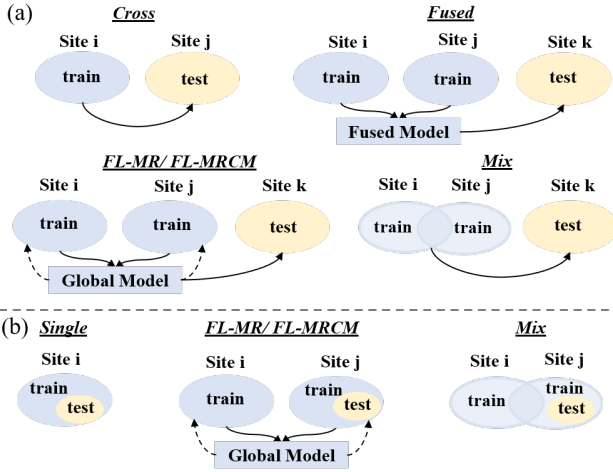 (a)
Cross
Site i Site j
train test
Fused
Site i Site j Site k
train train test
Fused Model
FL-MR/ FL-MRCM
Site i Site j Site k
train train test
Global Model
Mix
Site i Site j Site k
train train test
(b)
Single
Site i
train
test
FL-MR/ FL-MRCM
Site i Site j
train train
test
Global Model
Mix
Site i Site j
train train
test